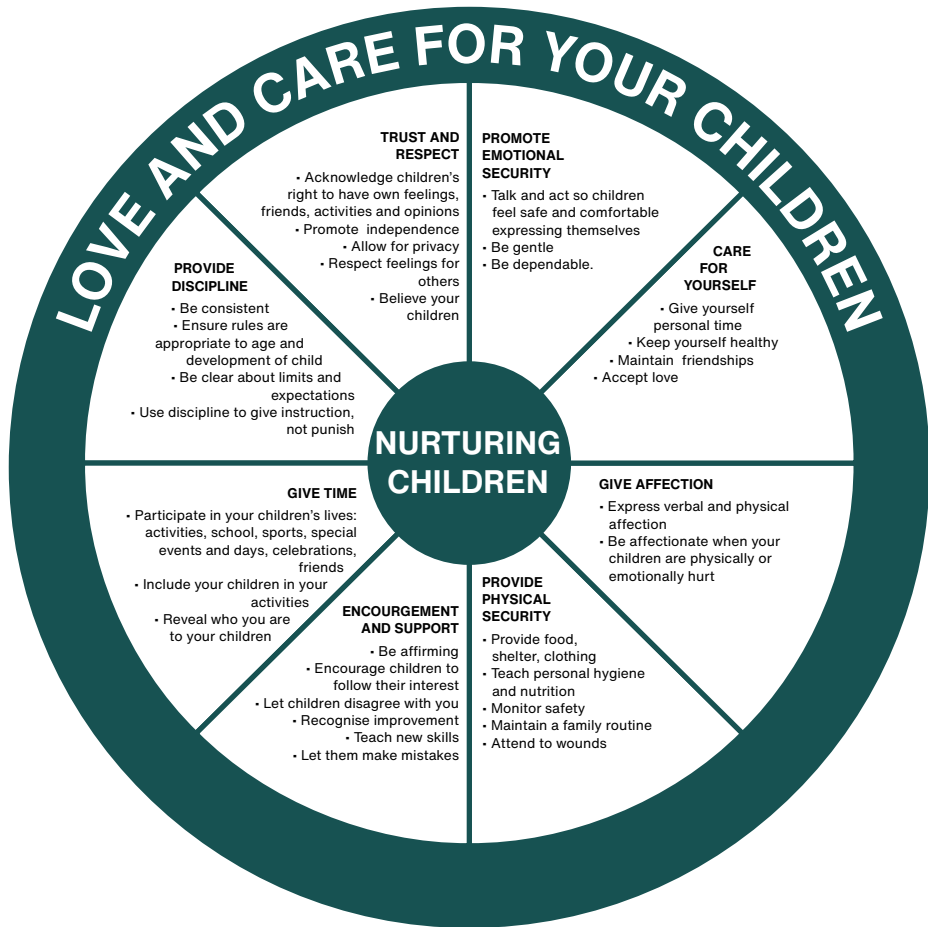 LOVE AND CARE FOR YOUR CHILDREN
TRUST AND
RESPECT
• Acknowledge children's
right to have own feelings,
friends, activities and opinions
• Promote independence
• Allow for privacy
• Respect feelings for
others
• Believe your
children
PROMOTE
EMOTIONAL
SECURITY
• Talk and act so children
feel safe and comfortable
expressing themselves
• Be gentle
• Be dependable.
CARE
FOR
YOURSELF
• Give yourself
personal time
• Keep yourself healthy
• Maintain friendships
• Accept love
PROVIDE
DISCIPLINE
• Be consistent
• Ensure rules are
appropriate to age and
development of child
• Be clear about limits and
expectations
• Use discipline to give instruction,
not punish
NURTURING
CHILDREN
GIVE AFFECTION
• Express verbal and physical
affection
• Be affectionate when your
children are physically or
emotionally hurt
GIVE TIME
• Participate in your children's lives:
activities, school, sports, special
events and days, celebrations,
friends
• Include your children in your
activities
• Reveal who you are
to your children
ENCOURGEMENT
AND SUPPORT
• Be affirming
• Encourage children to
follow their interest
• Let children disagree with you
• Recognise improvement
• Teach new skills
• Let them make mistakes
PROVIDE
PHYSICAL
SECURITY
• Provide food,
shelter, clothing
• Teach personal hygiene
and nutrition
• Monitor safety
• Maintain a family routine
• Attend to wounds